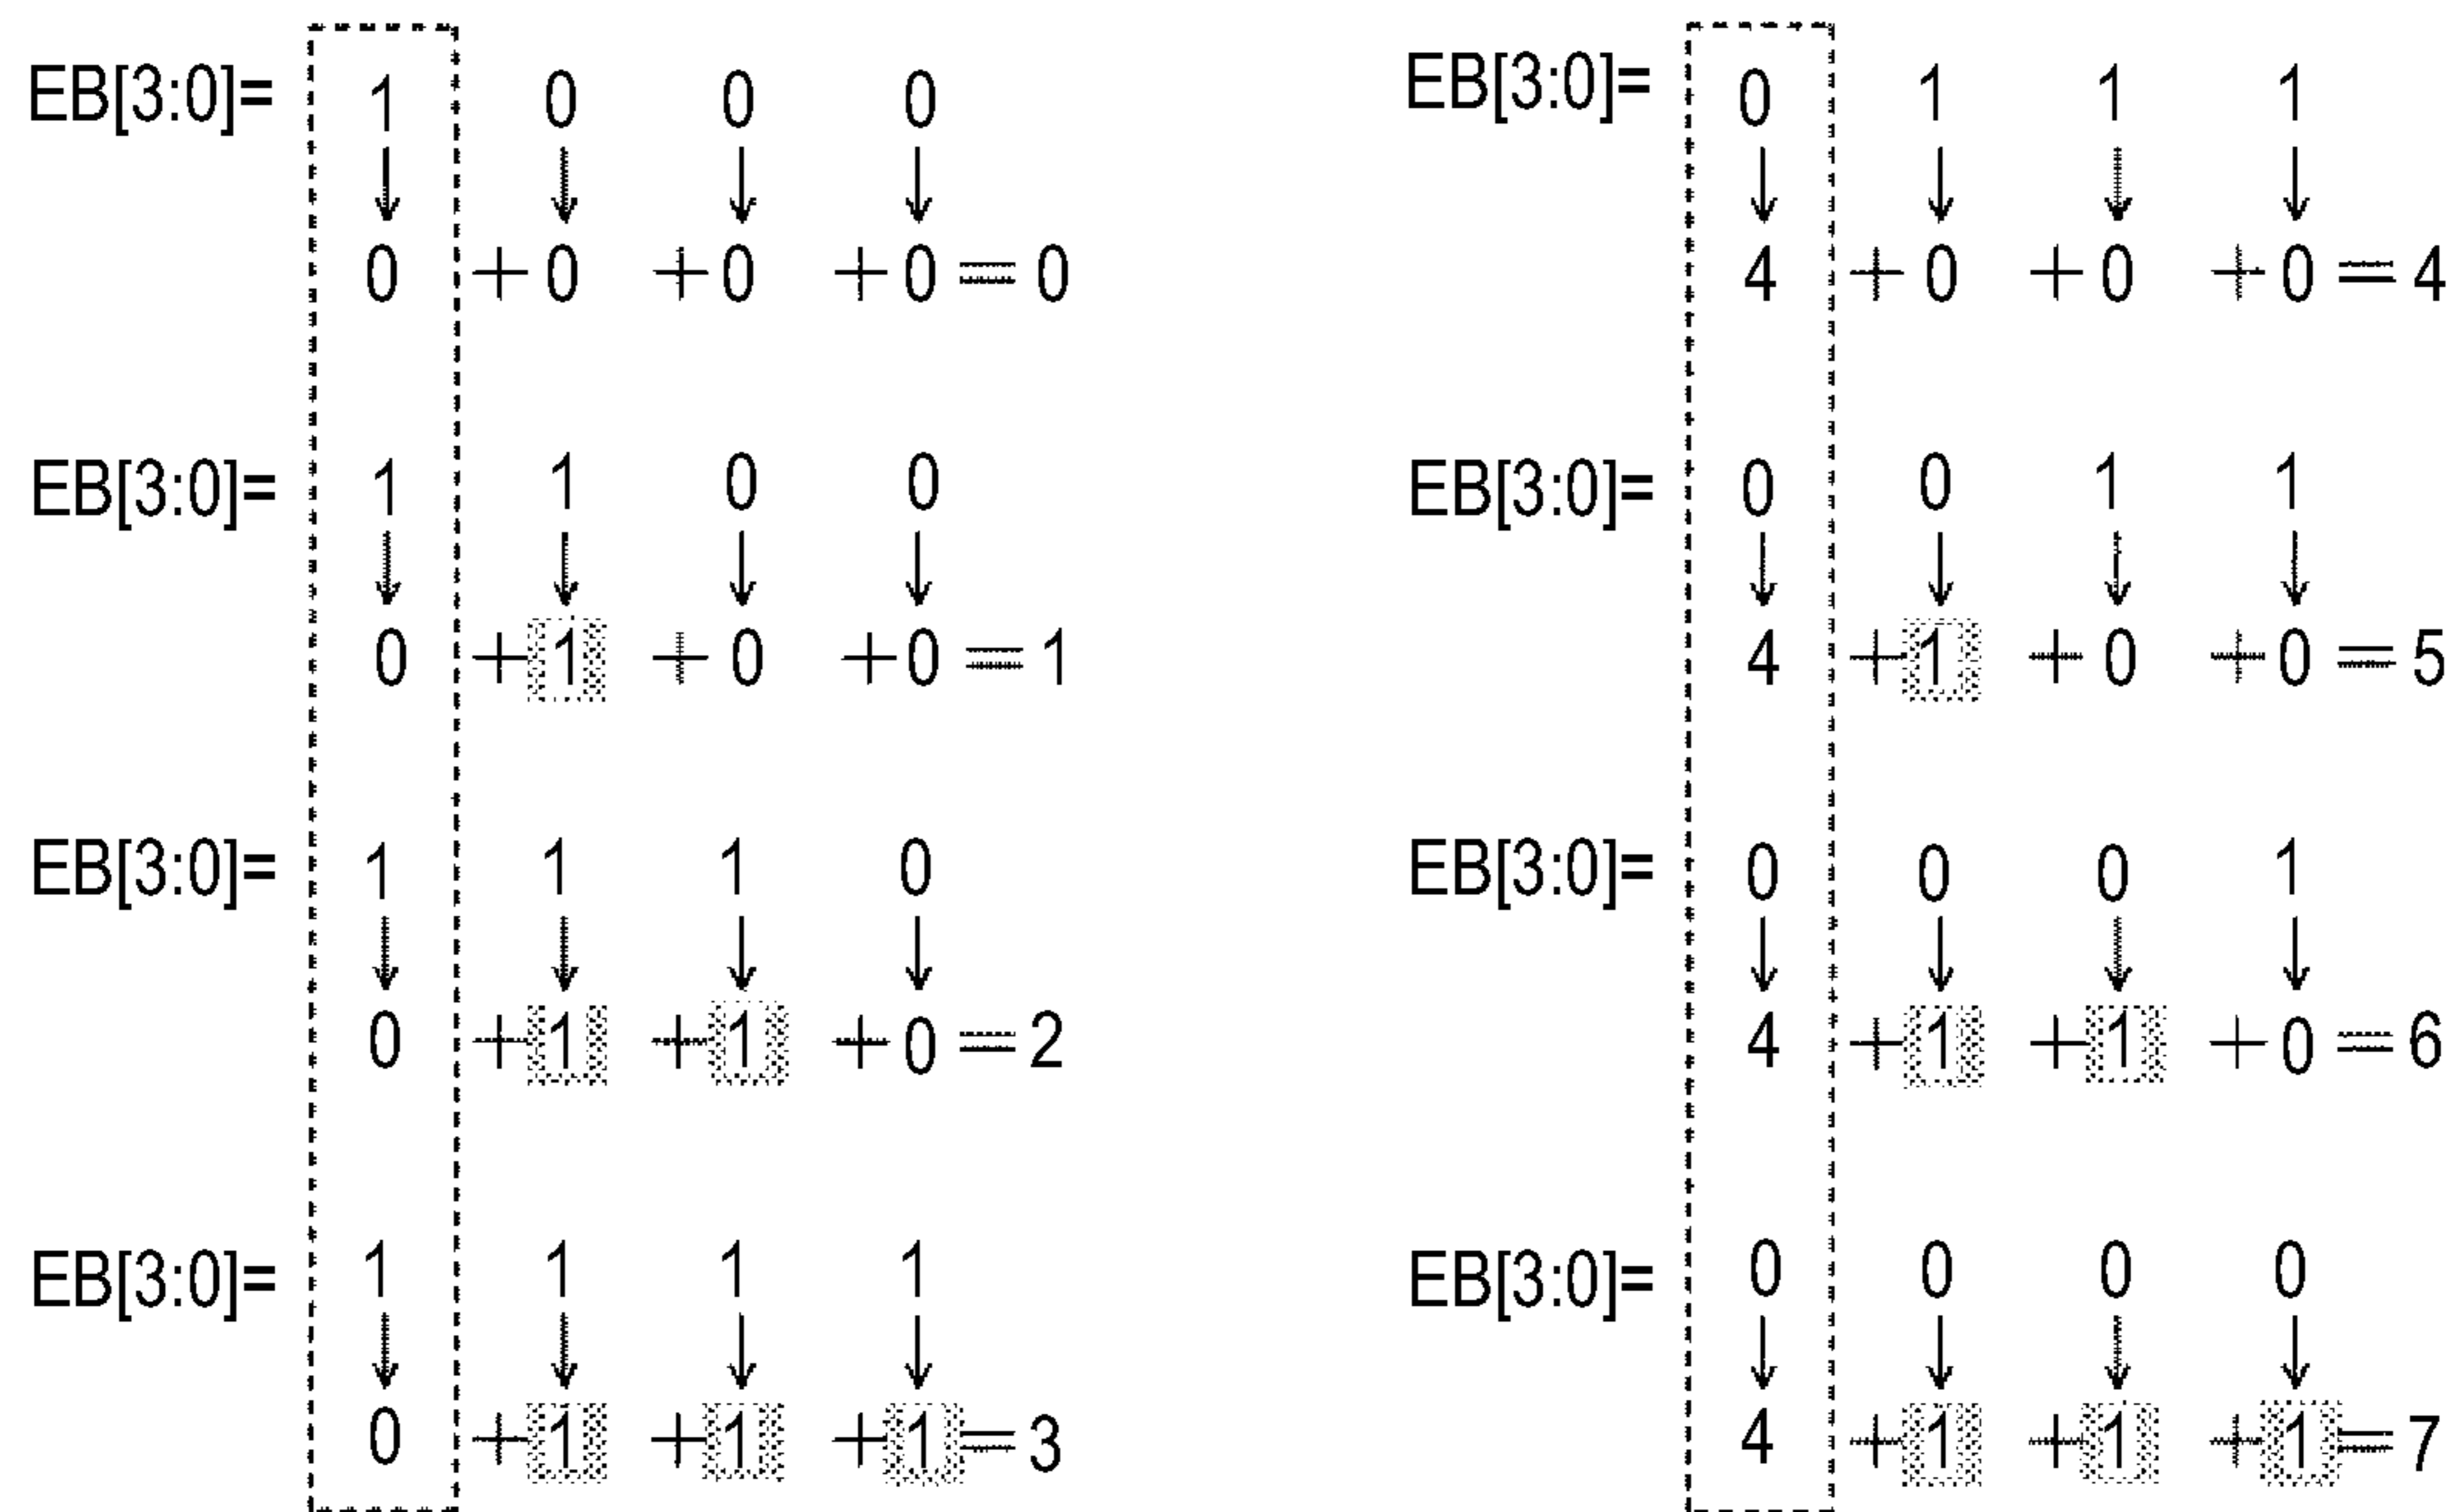 EB[3:0]= 1 0 0 0
0 +0 +0 +0=0
EB[3:0]= 1 1 0 0
0 +1 +0 +0=1
EB[3:0]= 1 1 1 0
0 +1 +1 +0=2
EB[3:0]= 1 1 1 1
0 +1 +1 +1=3
EB[3:0]= 0 1 1 1
4 +0 +0 +0=4
EB[3:0]= 0 0 1 1
4 +1 +0 +0=5
EB[3:0]= 0 0 0 1
4 +1 +1 +0=6
EB[3:0]= 0 0 0 0
4 +1 +1 +1=7